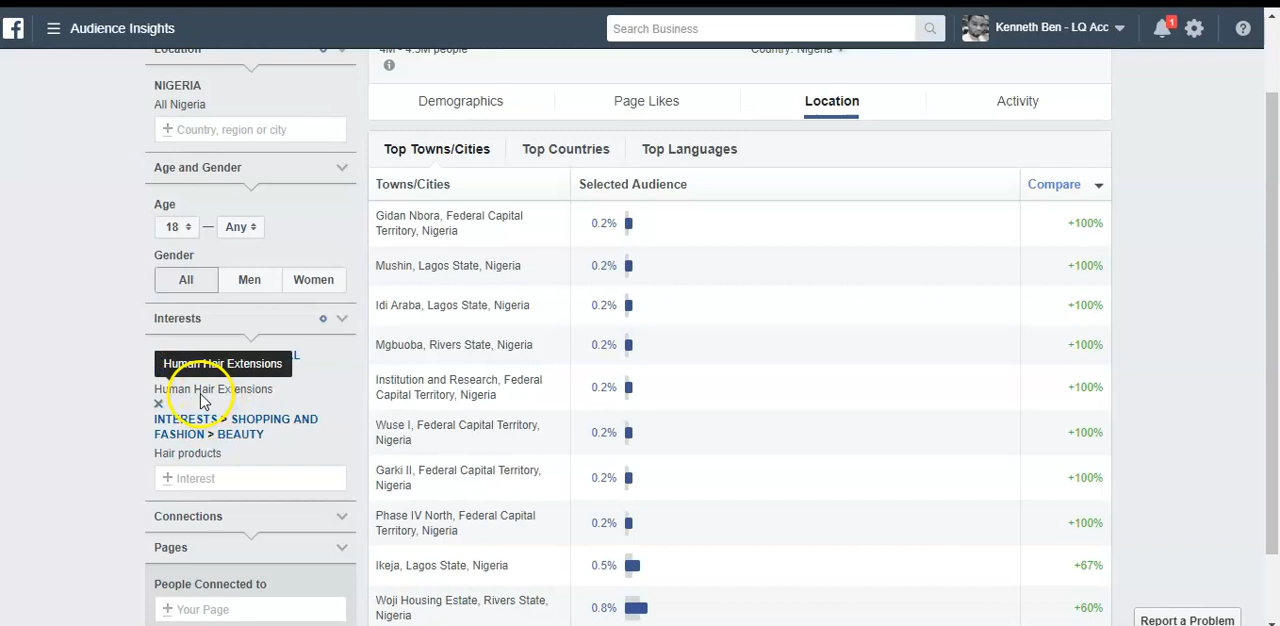 Audience Insights
Search Business
Kenneth Ben - LQ Acc
1
?
Location
NIGERIA
All Nigeria
+ Country, region or city
Age and Gender
Age
18 — Any
Gender
All Men Women
Interests
Human Hair Extensions
Human Hair Extensions
INTERESTS > SHOPPING AND
FASHION > BEAUTY
Hair products
+ Interest
Connections
Pages
People Connected to
+ Your Page
4M - 4.5M people
Country: Nigeria
Demographics Page Likes Location Activity
Top Towns/Cities Top Countries Top Languages
Towns/Cities Selected Audience Compare
Gidan Nbora, Federal Capital
Territory, Nigeria
0.2% +100%
Mushin, Lagos State, Nigeria 0.2% +100%
Idi Araba, Lagos State, Nigeria 0.2% +100%
Mgbuoba, Rivers State, Nigeria 0.2% +100%
Institution and Research, Federal
Capital Territory, Nigeria
0.2% +100%
Wuse I, Federal Capital Territory,
Nigeria
0.2% +100%
Garki II, Federal Capital Territory,
Nigeria
0.2% +100%
Phase IV North, Federal Capital
Territory, Nigeria
0.2% +100%
Ikeja, Lagos State, Nigeria 0.5% +67%
Woji Housing Estate, Rivers State,
Nigeria
0.8% +60%
Report a Problem